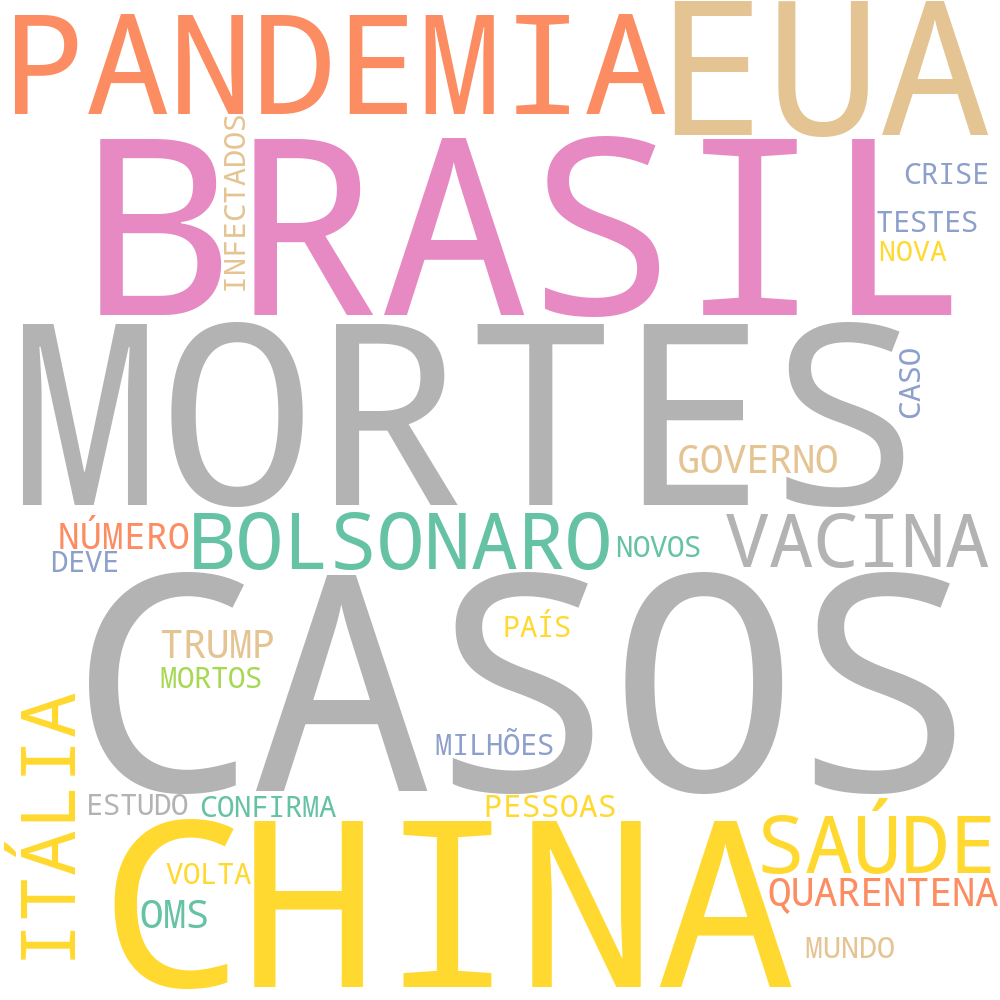 PANDEMIA EUA
INFECTADOS
BRASIL
CRISE
TESTES
NOVA
MORTES
CASO
GOVERNO
NÚMERO BOLSONARO NOVOS VACINA
DEVE
CASOS
PAÍS
TRUMP
MORTOS
MILHÕES
ITÁLIA
ESTUDO CONFIRMA PESSOAS
CHINA
SAÚDE
VOLTA
QUARENTENA
OMS
MUNDO